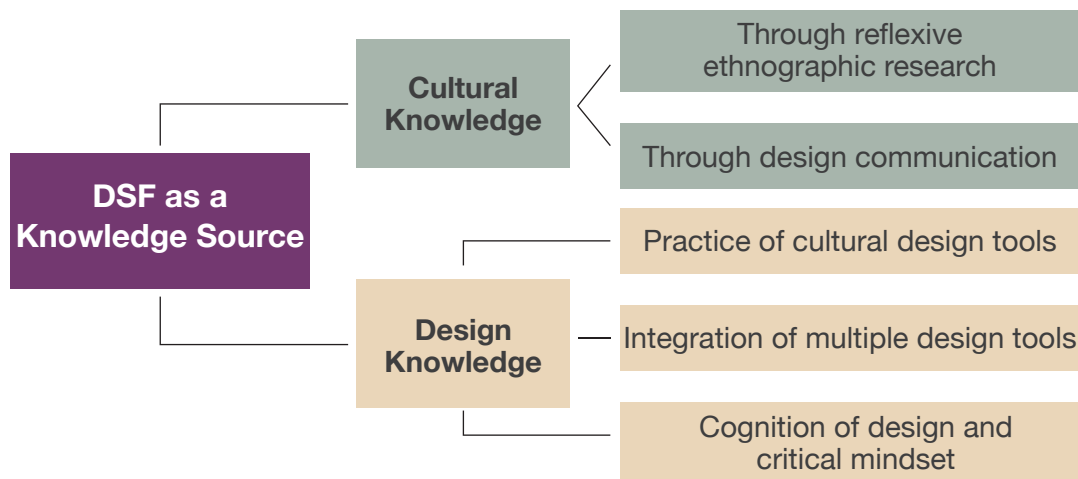 DSF as a
Knowledge Source
Cultural
Knowledge
Through reflexive
ethnographic research
Through design communication
Design
Knowledge
Practice of cultural design tools
Integration of multiple design tools
Cognition of design and
critical mindset